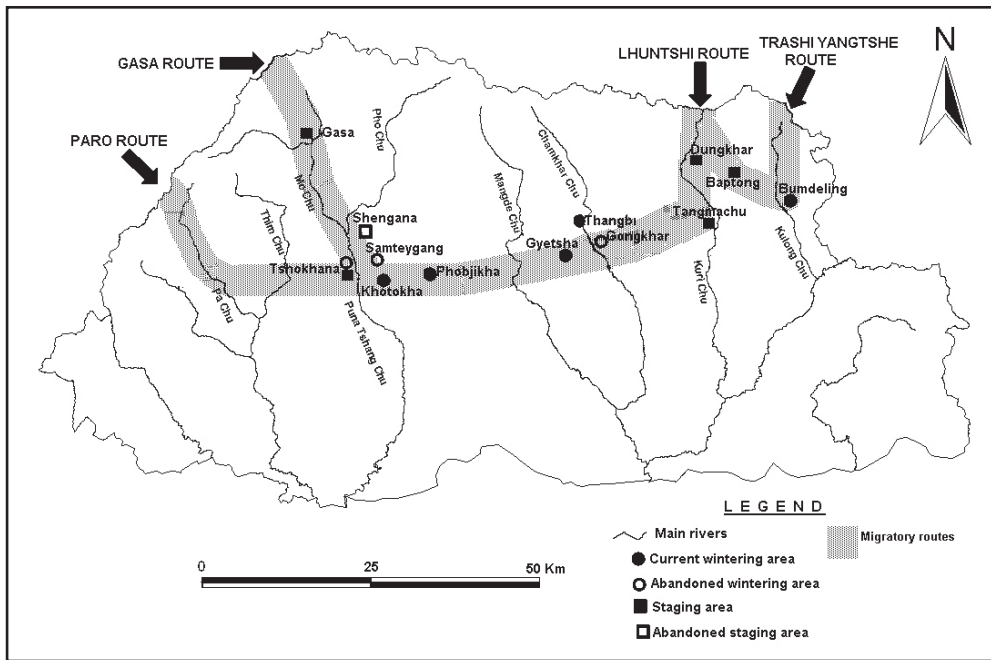 GASA ROUTE
PARO ROUTE
LHUNTSHI ROUTE
TRASHI YANGTSHE
ROUTE
N
Gasa
Pho Chu
Mo Chu
Thim Chu
Pa Chu
Shengana
Samteygang
Tshokhana
Khotokha
Phobjikha
Puna Tshang Chu
Mangde Chu
Chamkhar Chu
Gyetsha
Thangbi
Gongkhar
Dungkhar
Baptong
Bumdeling
Tangmachu
Kuri Chu
Kulong Chu
LEGEND
Main rivers
Migratory routes
Current wintering area
Abandoned wintering area
Staging area
Abandoned staging area
0 25 50 Km